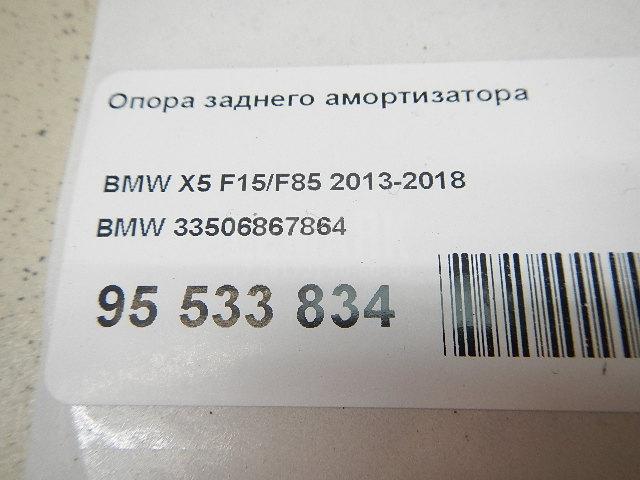 Опора заднего амортизатора
BMW X5 F15/F85 2013-2018
BMW 33506867864
95 533 834